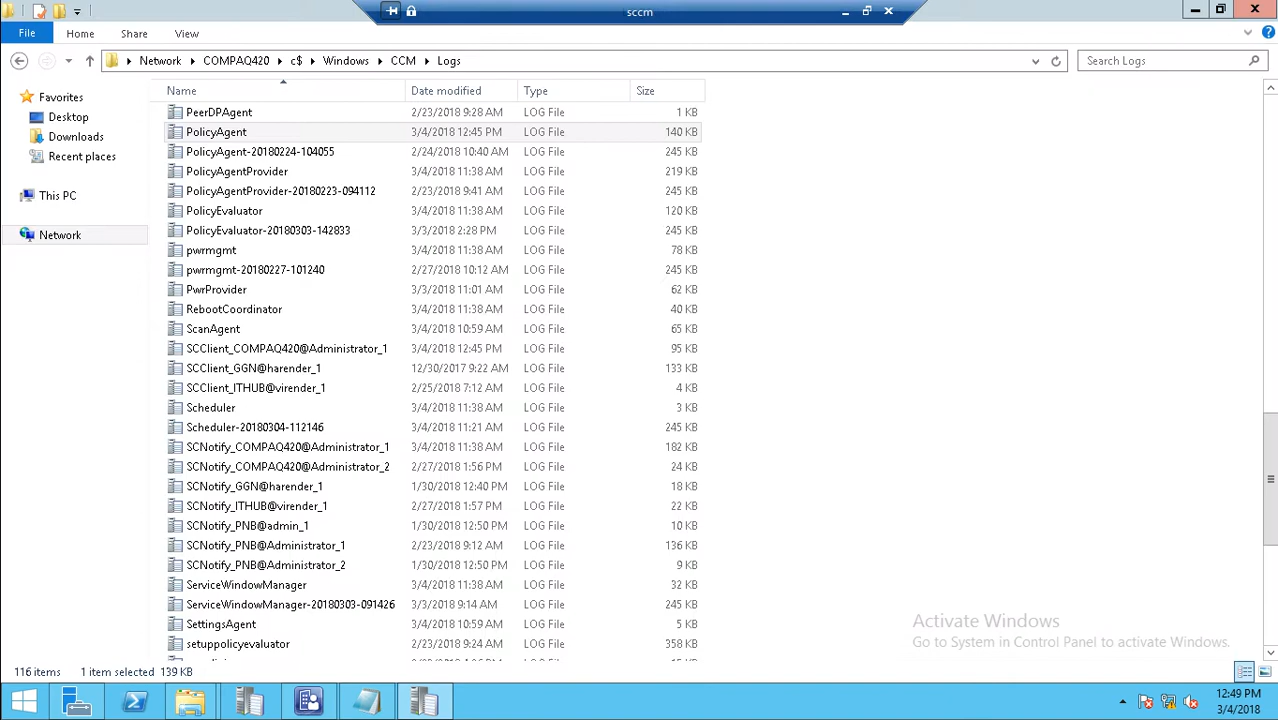 sccm
File Home Share View
Network COMPAQ420 c$ Windows CCM Logs Search Logs
Name Date modified Type Size
Favorites
Desktop
Downloads
Recent places
This PC
Network
PeerDPAgent 2/23/2018 9:28 AM LOG File 1 KB
PolicyAgent 3/4/2018 12:45 PM LOG File 140 KB
PolicyAgent-20180224-104055 2/24/2018 10:40 AM LOG File 245 KB
PolicyAgentProvider 3/4/2018 11:38 AM LOG File 219 KB
PolicyAgentProvider-20180223-094112 2/23/2018 9:41 AM LOG File 245 KB
PolicyEvaluator 3/4/2018 11:38 AM LOG File 120 KB
PolicyEvaluator-20180303-142833 3/3/2018 2:28 PM LOG File 245 KB
pwrmgmt 3/4/2018 11:38 AM LOG File 78 KB
pwrmgmt-20180227-101240 2/27/2018 10:12 AM LOG File 245 KB
PwrProvider 3/3/2018 11:01 AM LOG File 62 KB
RebootCoordinator 3/4/2018 11:38 AM LOG File 40 KB
ScanAgent 3/4/2018 10:59 AM LOG File 65 KB
SCClient_COMPAQ420@Administrator_1 3/4/2018 12:45 PM LOG File 95 KB
SCClient_GGN@harender_1 12/30/2017 9:22 AM LOG File 133 KB
SCClient_ITHUB@virender_1 2/25/2018 7:12 AM LOG File 4 KB
Scheduler 3/4/2018 11:38 AM LOG File 3 KB
Scheduler-20180304-112146 3/4/2018 11:21 AM LOG File 245 KB
SCNotify_COMPAQ420@Administrator_1 3/4/2018 11:38 AM LOG File 182 KB
SCNotify_COMPAQ420@Administrator_2 2/27/2018 1:56 PM LOG File 24 KB
SCNotify_GGN@harender_1 1/30/2018 12:40 PM LOG File 18 KB
SCNotify_ITHUB@virender_1 2/27/2018 1:57 PM LOG File 22 KB
SCNotify_PNB@admin_1 1/30/2018 12:50 PM LOG File 10 KB
SCNotify_PNB@Administrator_1 2/23/2018 9:12 AM LOG File 136 KB
SCNotify_PNB@Administrator_2 1/30/2018 12:50 PM LOG File 9 KB
ServiceWindowManager 3/4/2018 11:38 AM LOG File 32 KB
ServiceWindowManager-20180303-091426 3/3/2018 9:14 AM LOG File 245 KB
SettingsAgent 3/4/2018 10:59 AM LOG File 5 KB
setuppolicyevaluator 2/23/2018 9:24 AM LOG File 358 KB
Activate Windows
Go to System in Control Panel to activate Windows.
116 items 1 item selected 139 KB
12:49 PM
3/4/2018